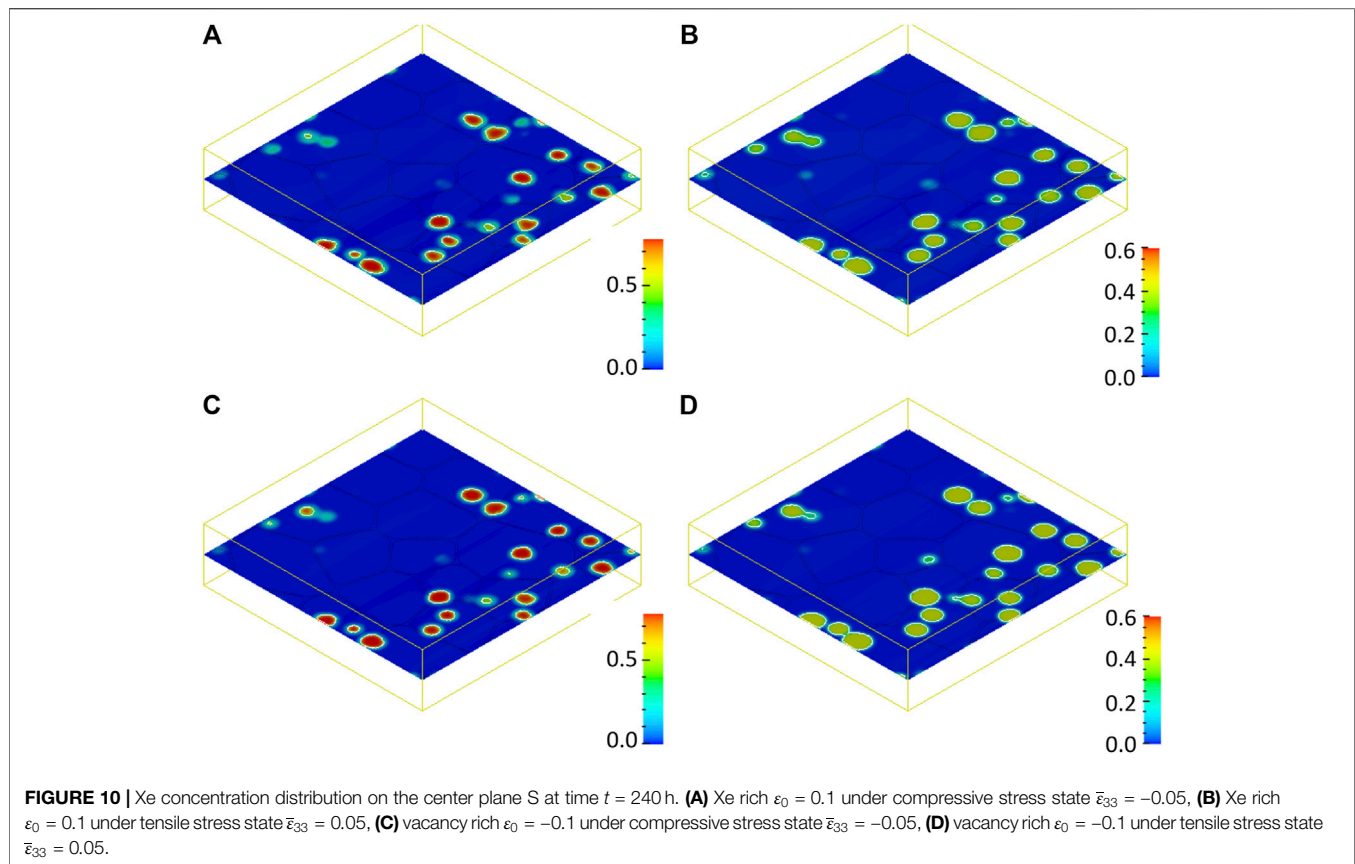 A
B
0.5
0.0
0.6
0.4
0.2
0.0
C
D
0.5
0.0
0.6
0.4
0.2
0.0
FIGURE 10 | Xe concentration distribution on the center plane S at time t = 240 h. (A) Xe rich ε₀ = 0.1 under compressive stress state ε̅₃₃ = −0.05, (B) Xe rich
ε₀ = 0.1 under tensile stress state ε̅₃₃ = 0.05, (C) vacancy rich ε₀ = −0.1 under compressive stress state ε̅₃₃ = −0.05, (D) vacancy rich ε₀ = −0.1 under tensile stress state
ε̅₃₃ = 0.05.